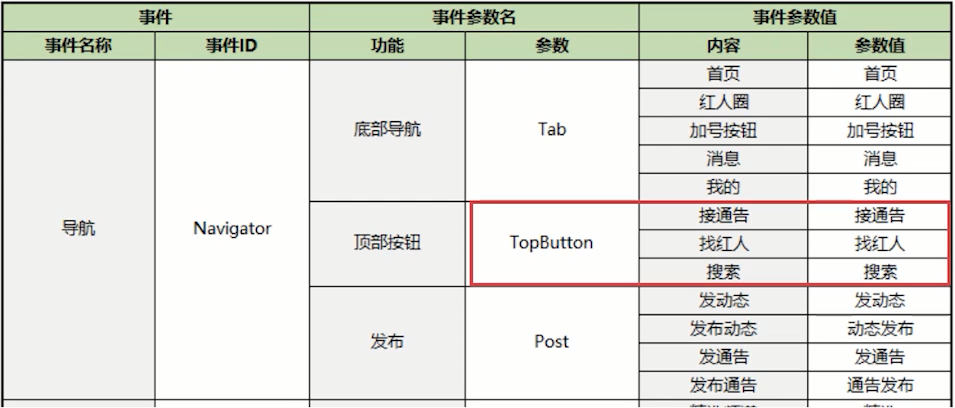 事件 事件参数名 事件参数值
事件名称 事件ID 功能 参数 内容 参数值
导航 Navigator 底部导航 Tab 首页 首页
红人圈 红人圈
加号按钮 加号按钮
消息 消息
我的 我的
顶部按钮 TopButton 接通告 接通告
找红人 找红人
搜索 搜索
发布 Post 发动态 发动态
发布动态 动态发布
发通告 发通告
发布通告 通告发布